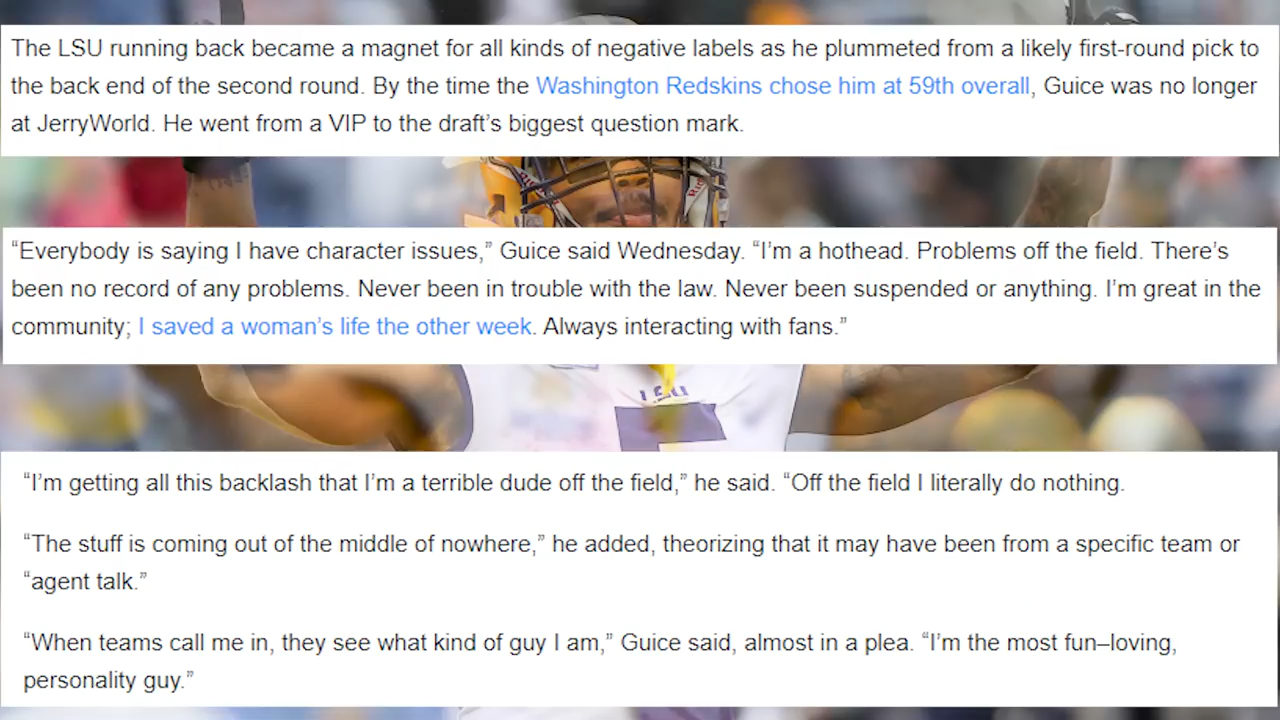 The LSU running back became a magnet for all kinds of negative labels as he plummeted from a likely first-round pick to
the back end of the second round. By the time the Washington Redskins chose him at 59th overall, Guice was no longer
at JerryWorld. He went from a VIP to the draft’s biggest question mark.
“Everybody is saying I have character issues,” Guice said Wednesday. “I’m a hothead. Problems off the field. There’s
been no record of any problems. Never been in trouble with the law. Never been suspended or anything. I’m great in the
community; I saved a woman’s life the other week. Always interacting with fans.”
LSU
“I’m getting all this backlash that I’m a terrible dude off the field,” he said. “Off the field I literally do nothing.
“The stuff is coming out of the middle of nowhere,” he added, theorizing that it may have been from a specific team or
“agent talk.”
“When teams call me in, they see what kind of guy I am,” Guice said, almost in a plea. “I’m the most fun–loving,
personality guy.”